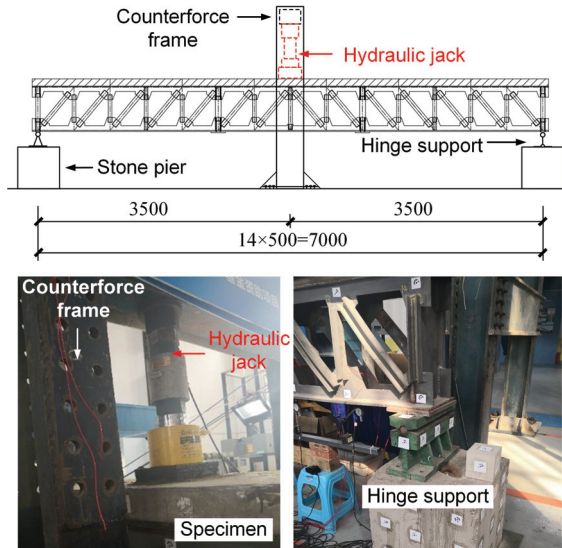 Counterforce
frame
Hydraulic jack
Hinge support
Stone pier
3500
3500
14×500=7000
Counterforce
frame
Hydraulic
jack
Specimen
Hinge support